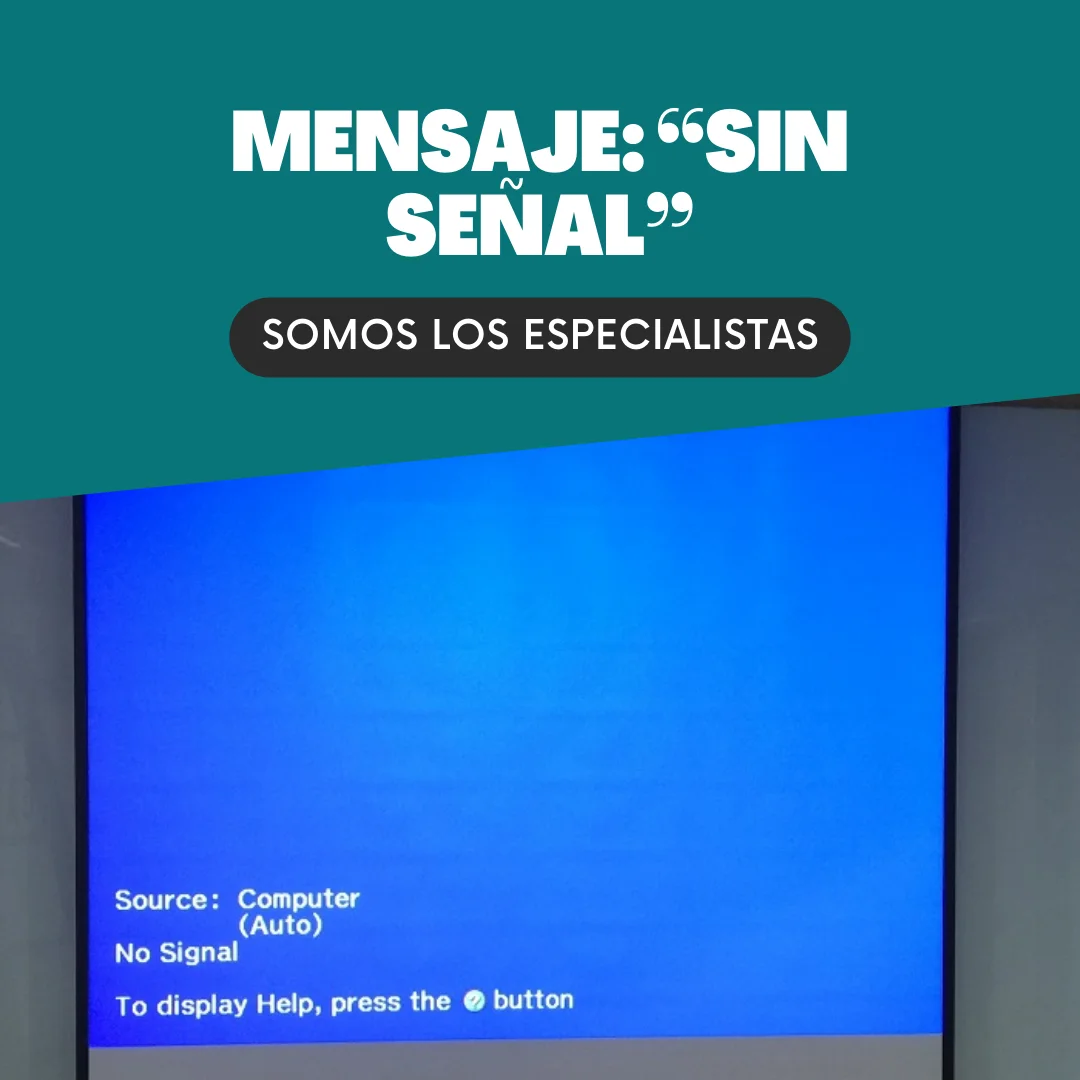 MENSAJE: “SIN
SEÑAL”
SOMOS LOS ESPECIALISTAS
Source: Computer
(Auto)
No Signal
To display Help, press the ? button